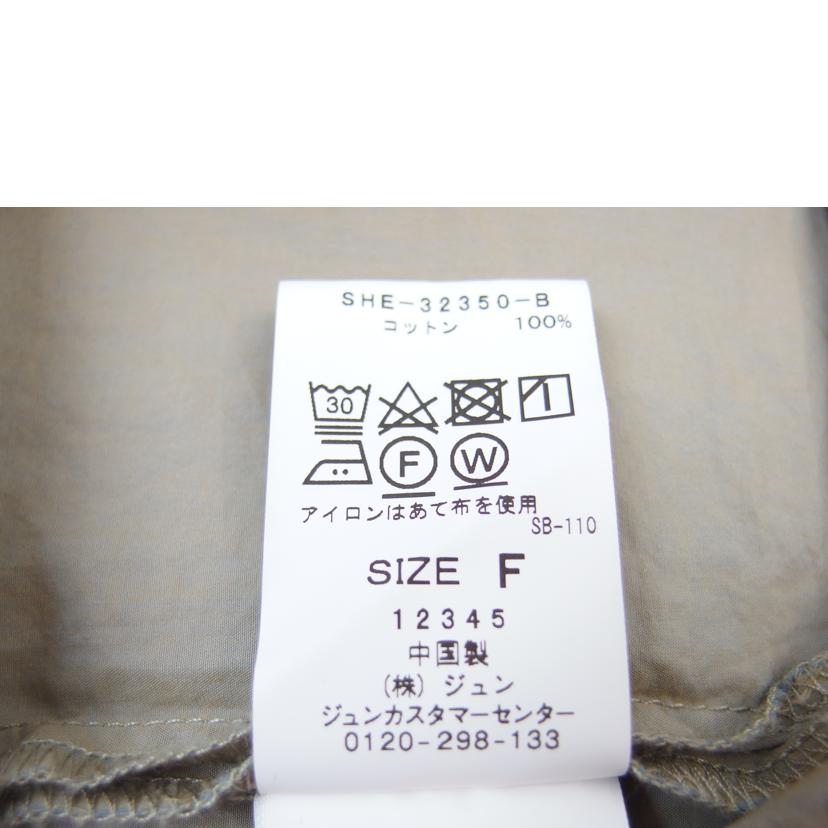 SHE-32350-B
コットン 100%
30
F W
アイロンはあて布を使用
SB-110
SIZE F
12345
中国製
(株) ジュン
ジュンカスタマーセンター
0120-298-133